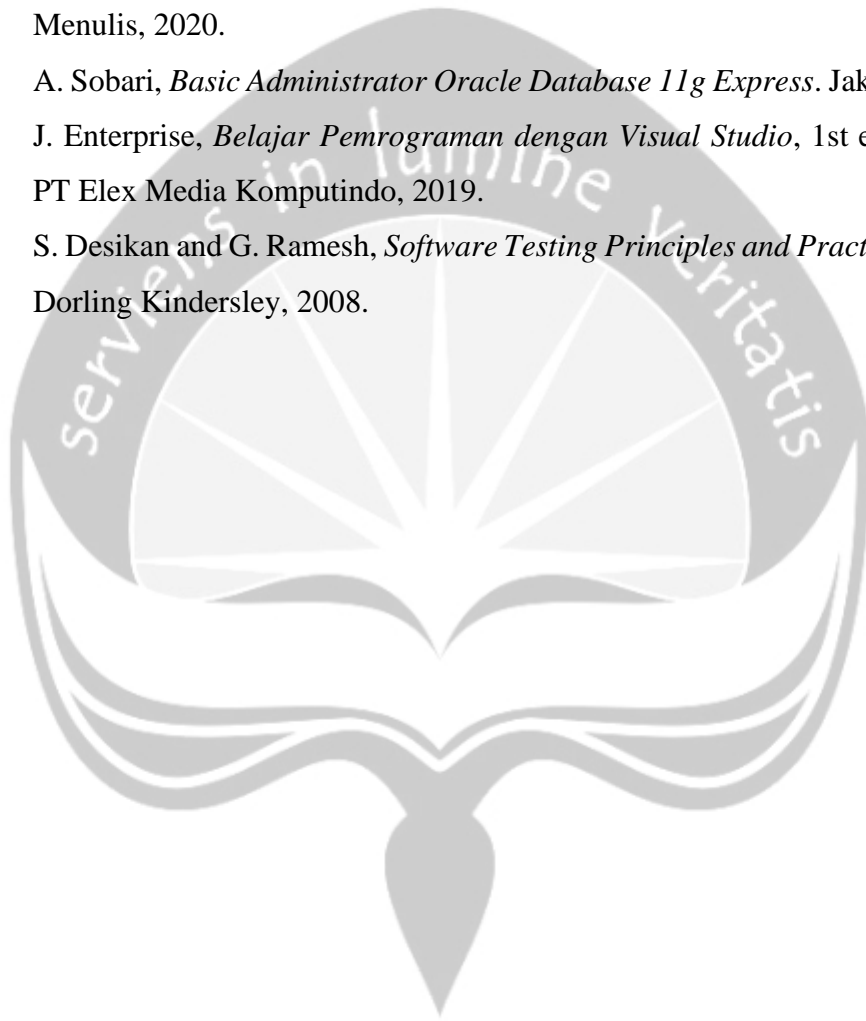 Menulis, 2020.
A. Sobari, Basic Administrator Oracle Database 11g Express. Jak
J. Enterprise, Belajar Pemrograman dengan Visual Studio, 1st e
PT Elex Media Komputindo, 2019.
S. Desikan and G. Ramesh, Software Testing Principles and Pract
Dorling Kindersley, 2008.
serviens in lumine veritatis